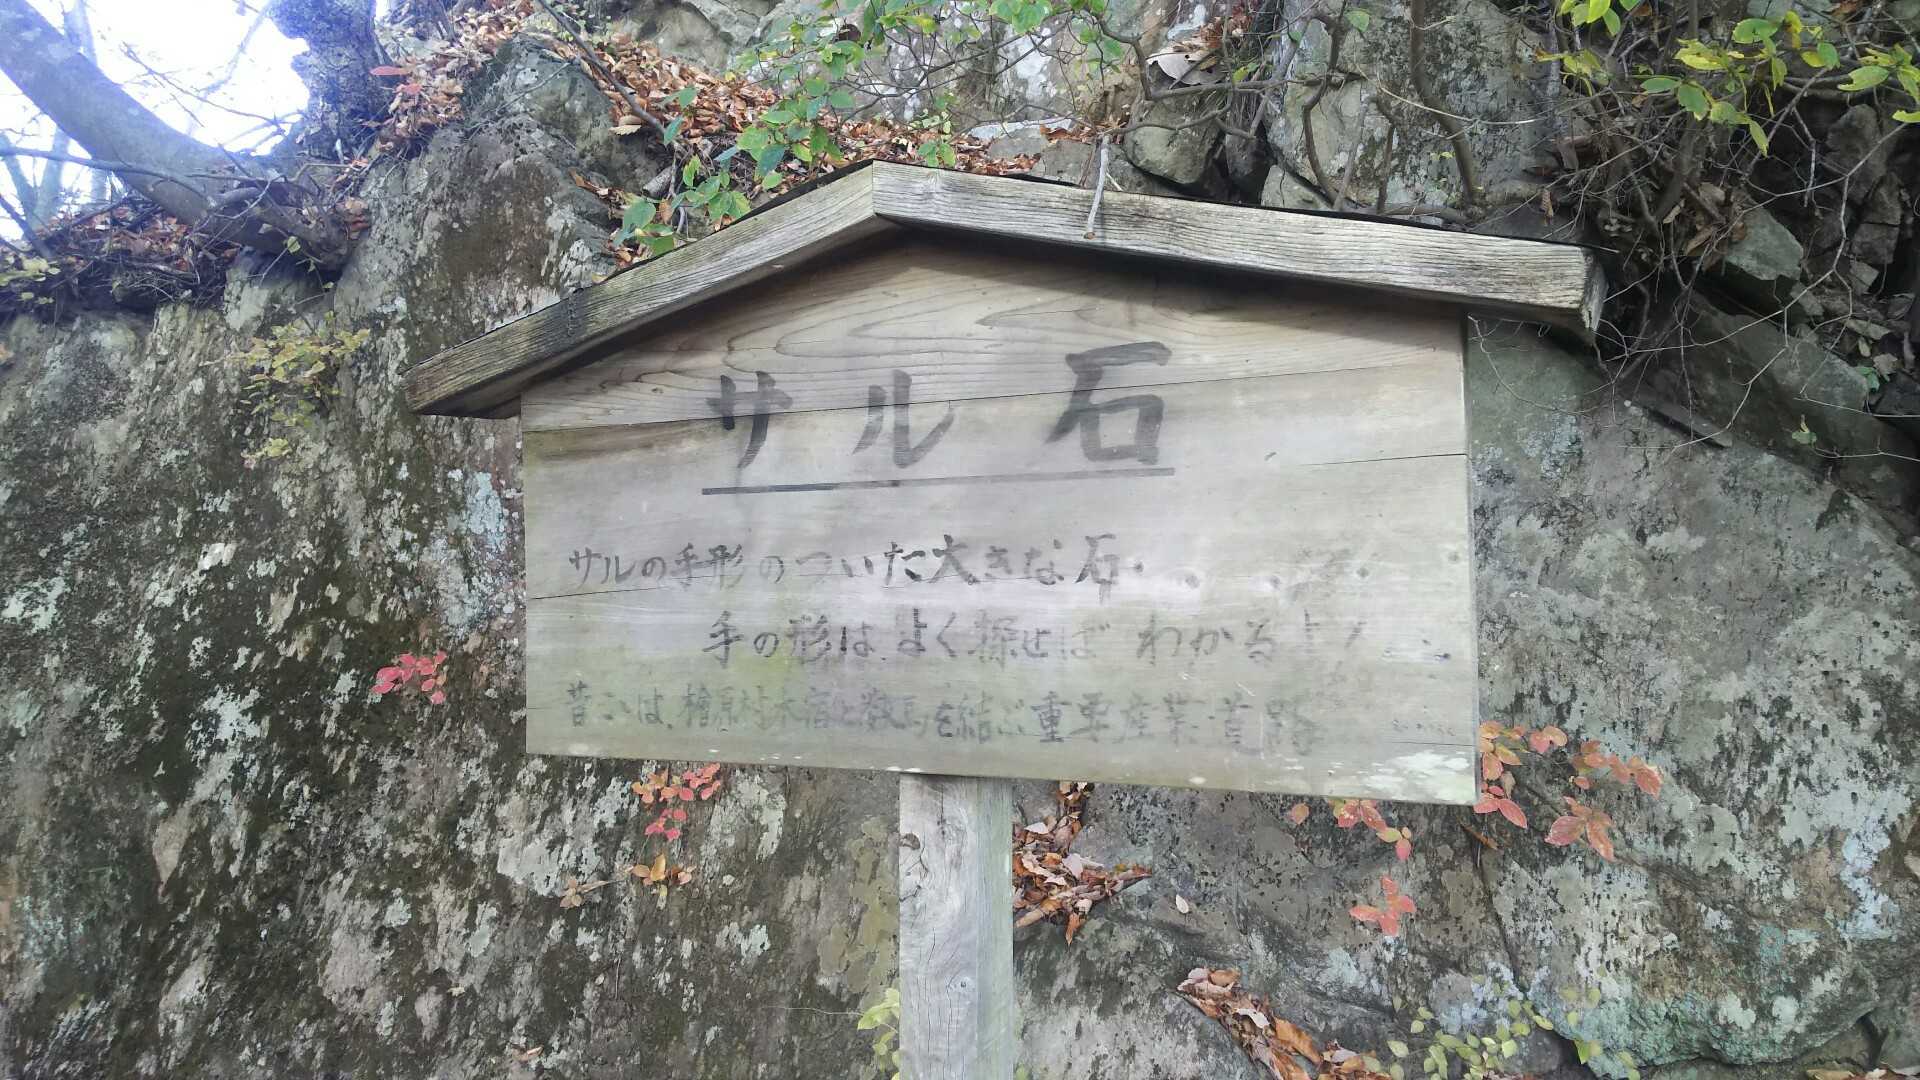 サル石
サルの手形のついた大きな石・
手の形はよく探せばわかるよ!
昔は、檜原村本宿と数馬を結ぶ重要産業道路